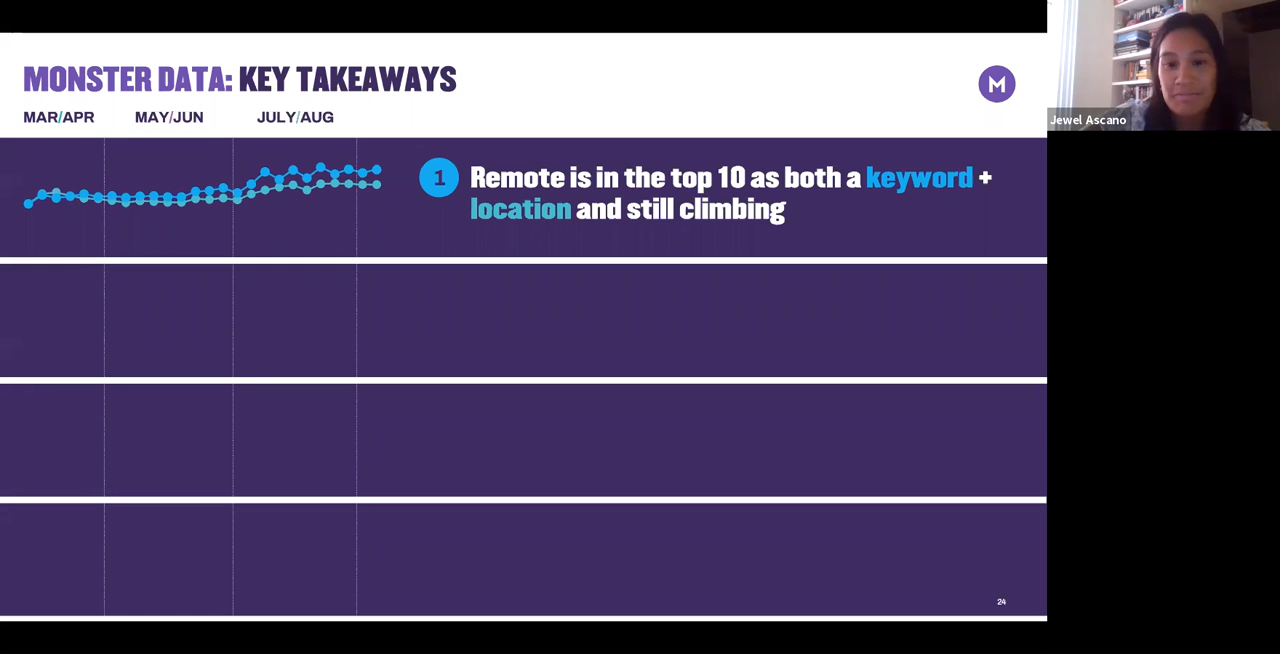 MONSTER DATA: KEY TAKEAWAYS
M
MAR/APR MAY/JUN JULY/AUG
Jewel Ascano
1 Remote is in the top 10 as both a keyword +
location and still climbing
24